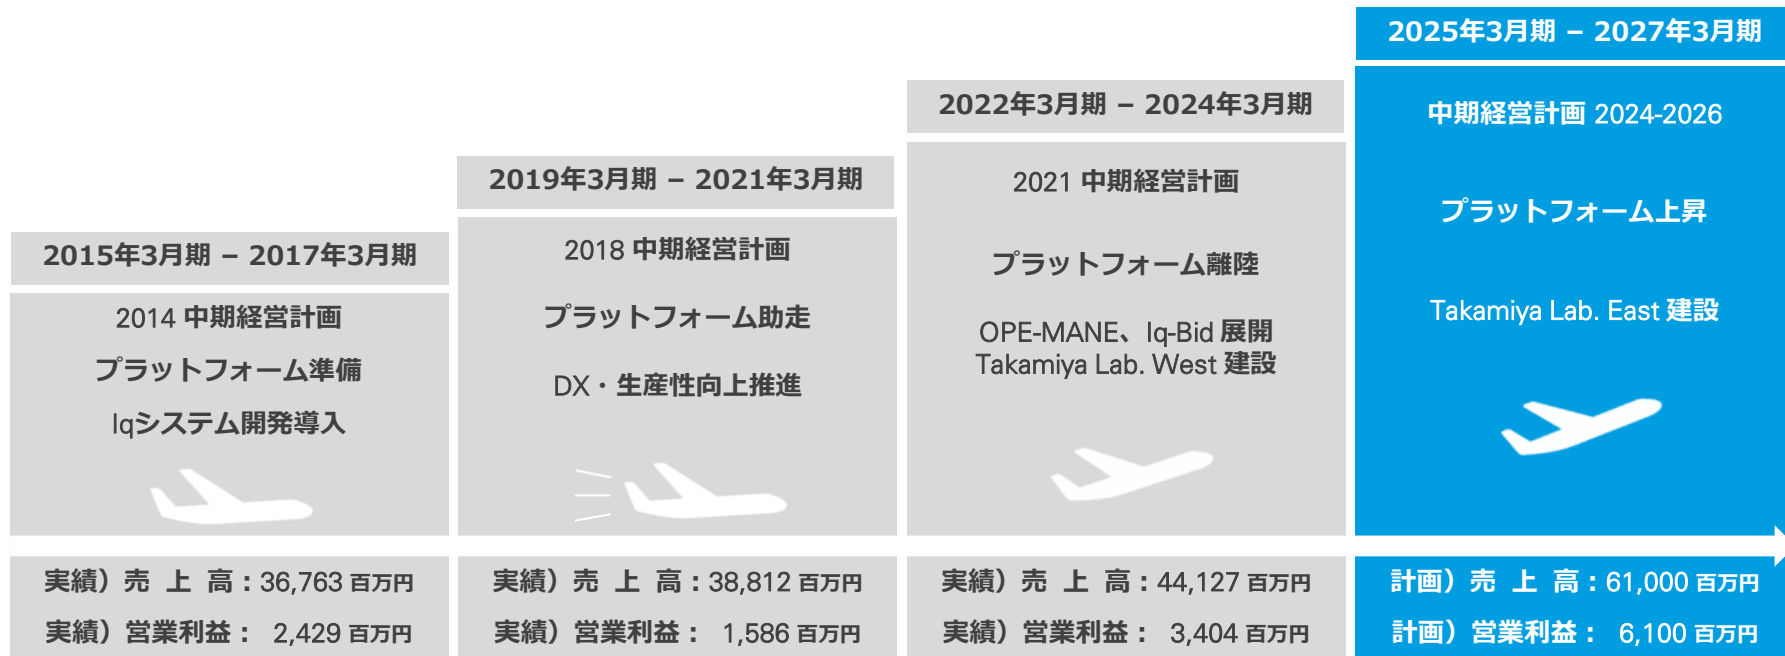 2015年3月期 – 2017年3月期
2014 中期経営計画
プラットフォーム準備
Iqシステム開発導入
実績）売 上 高：36,763 百万円
実績）営業利益： 2,429 百万円
2019年3月期 – 2021年3月期
2018 中期経営計画
プラットフォーム助走
DX・生産性向上推進
実績）売 上 高：38,812 百万円
実績）営業利益： 1,586 百万円
2022年3月期 – 2024年3月期
2021 中期経営計画
プラットフォーム離陸
OPE-MANE、Iq-Bid 展開
Takamiya Lab. West 建設
実績）売 上 高：44,127 百万円
実績）営業利益： 3,404 百万円
2025年3月期 – 2027年3月期
中期経営計画 2024-2026
プラットフォーム上昇
Takamiya Lab. East 建設
計画）売 上 高：61,000 百万円
計画）営業利益： 6,100 百万円